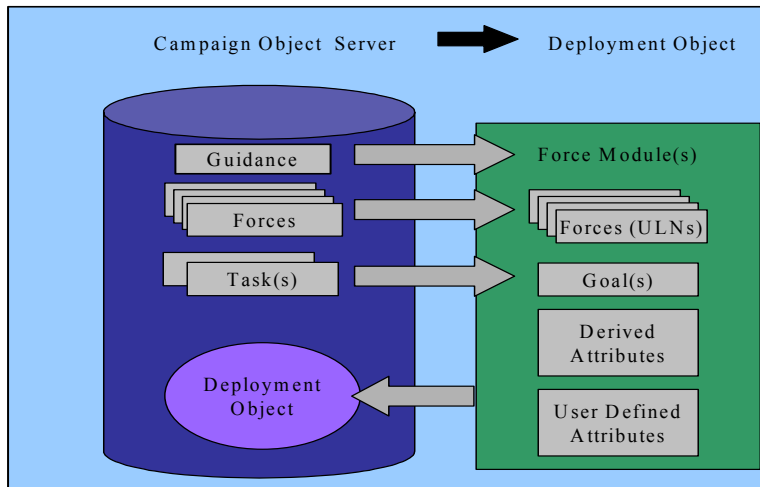 Campaign Object Server
Deployment Object
Guidance
Force Module(s)
Forces
Forces (ULNs)
Task(s)
Goal(s)
Derived
Attributes
Deployment
Object
User Defined
Attributes